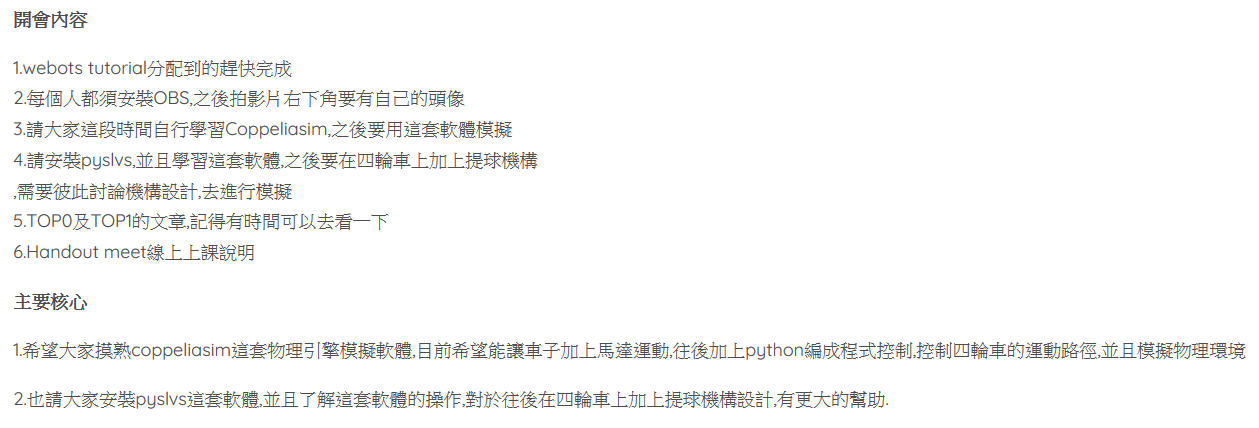 開會內容
1.webots tutorial分配到的趕快完成
2.每個人都須安裝OBS,之後拍影片右下角要有自己的頭像
3.請大家這段時間自行學習Coppeliasim,之後要用這套軟體模擬
4.請安裝pyslvs,並且學習這套軟體,之後要在四輪車上加上提球機構
,需要彼此討論機構設計,去進行模擬
5.TOP0及TOP1的文章,記得有時間可以去看一下
6.Handout meet線上上課說明
主要核心
1.希望大家摸熟coppeliasim這套物理引擎模擬軟體,目前希望能讓車子加上馬達運動,往後加上python編成程式控制,控制四輪車的運動路徑,並且模擬物理環境
2.也請大家安裝pyslvs這套軟體,並且了解這套軟體的操作,對於往後在四輪車上加上提球機構設計,有更大的幫助.